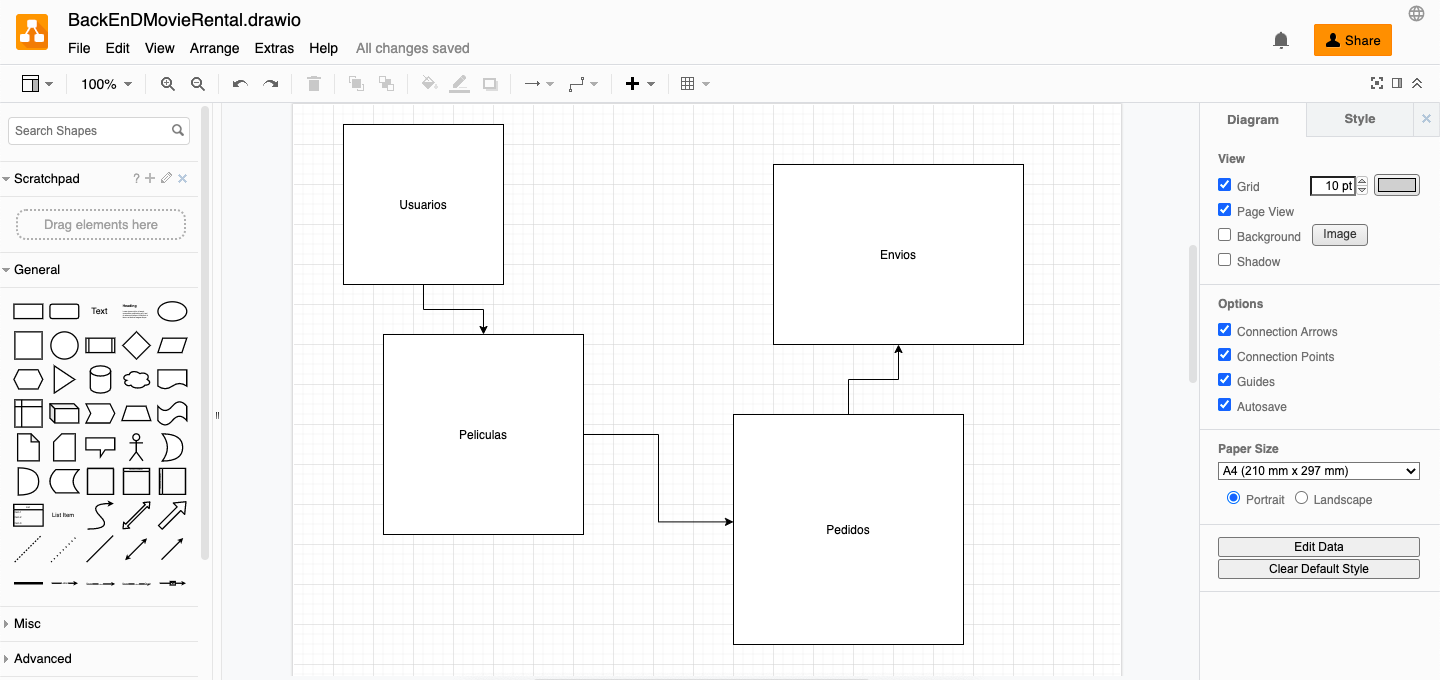 BackEnDMovieRental.drawio
File Edit View Arrange Extras Help All changes saved
Share
100%
Search Shapes
Scratchpad
?
Drag elements here
General
Text
Heading
List Item
Misc
Advanced
Usuarios
Peliculas
Envios
Pedidos
Diagram
Style
View
Grid
10 pt
Page View
Background
Image
Shadow
Options
Connection Arrows
Connection Points
Guides
Autosave
Paper Size
A4 (210 mm x 297 mm)
Portrait
Landscape
Edit Data
Clear Default Style